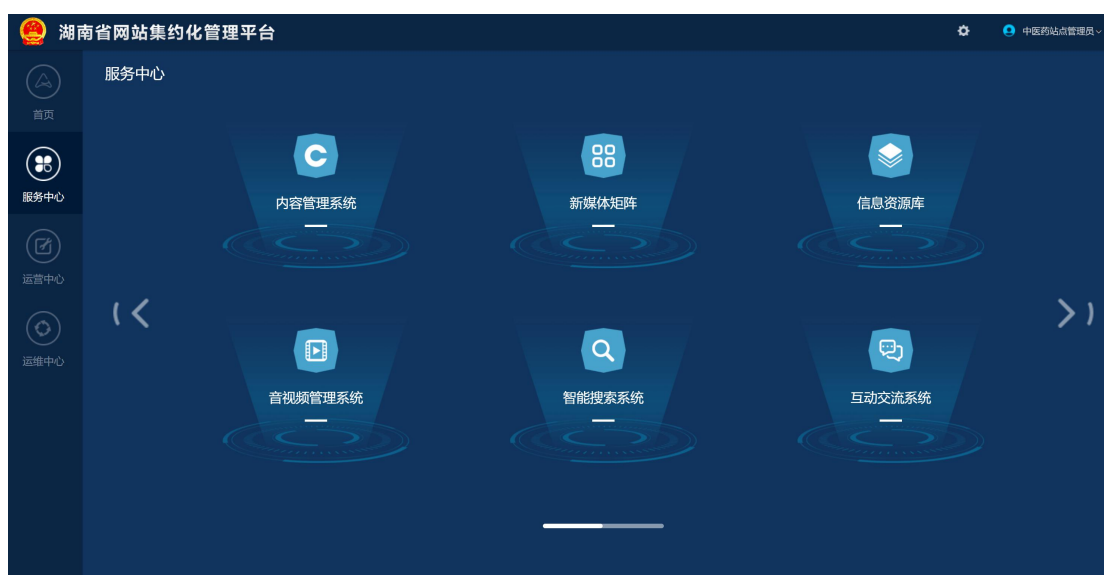 湖南省网站集约化管理平台
中医药站点管理员
首页
服务中心
运营中心
运维中心
服务中心
内容管理系统
新媒体矩阵
信息资源库
音视频管理系统
智能搜索系统
互动交流系统